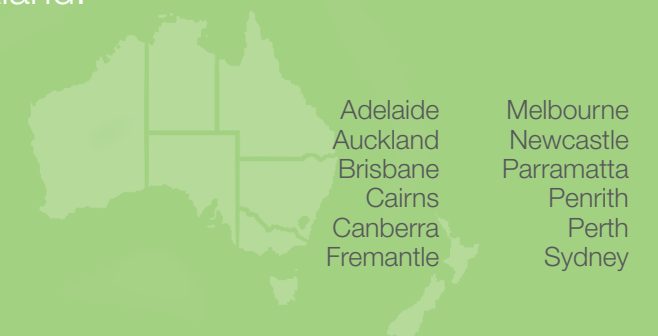 Adelaide
Auckland
Brisbane
Cairns
Canberra
Fremantle
Melbourne
Newcastle
Parramatta
Penrith
Perth
Sydney